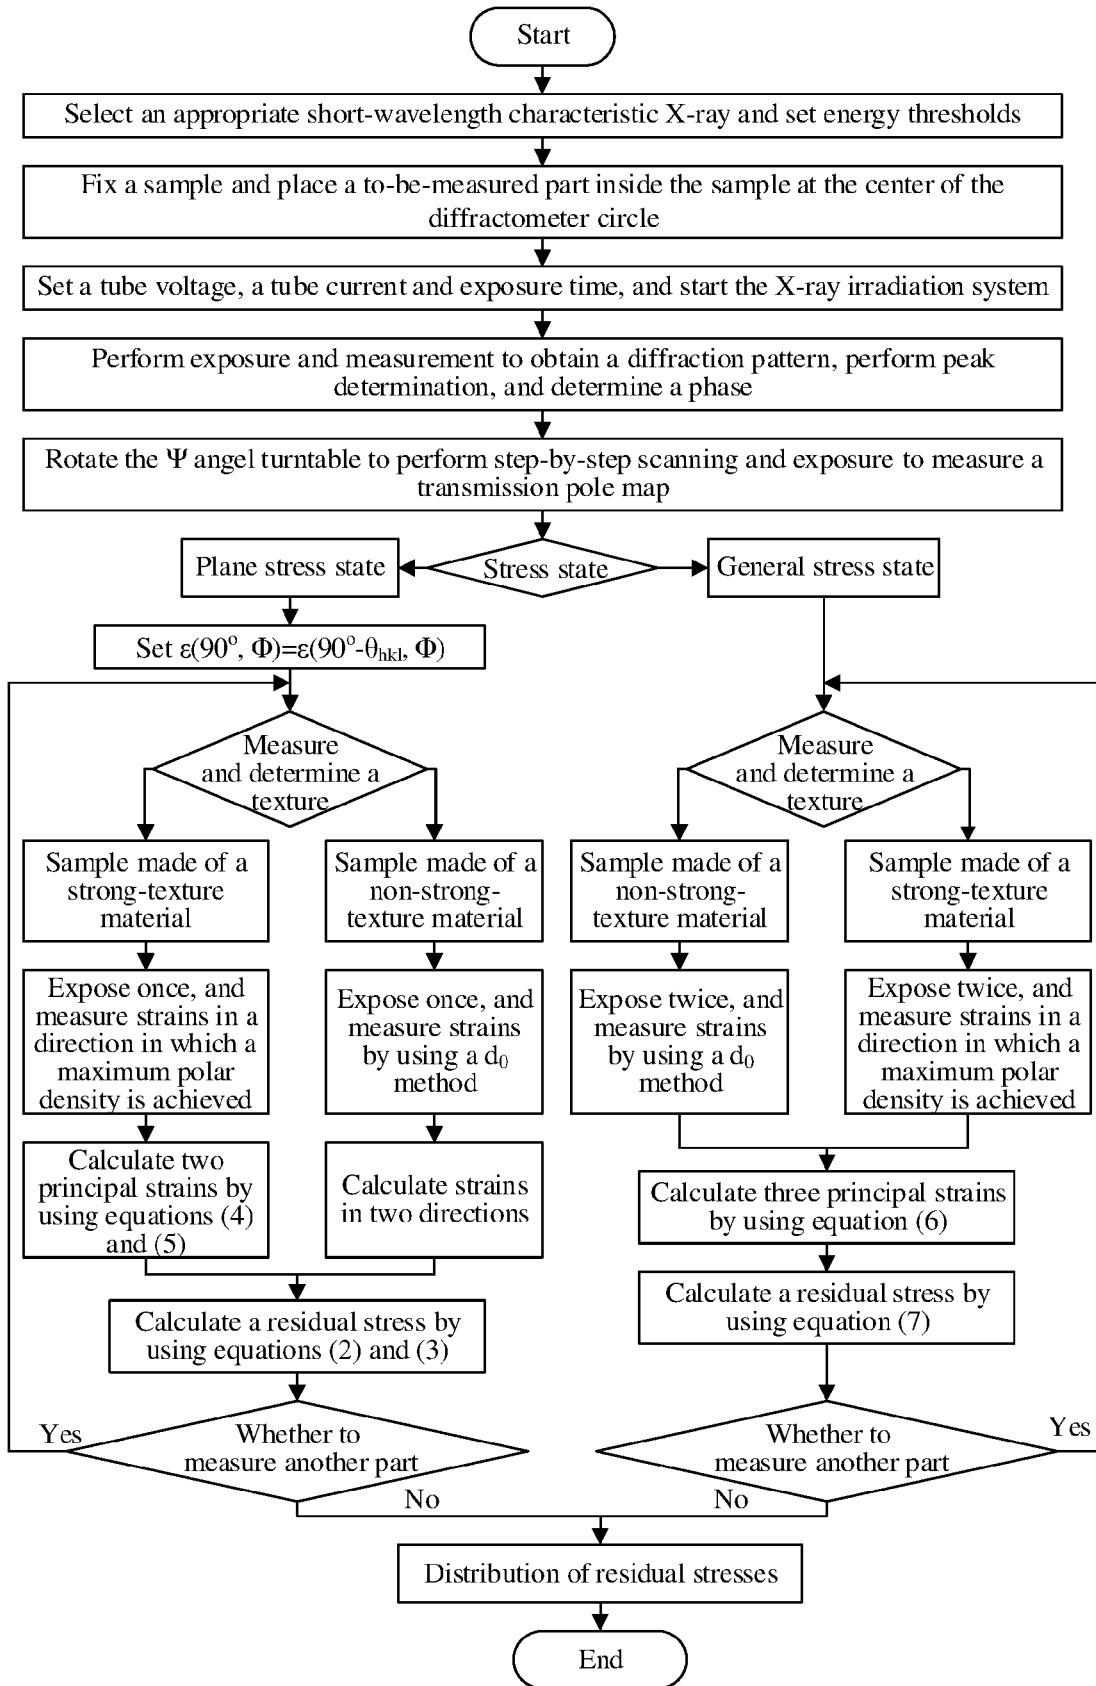 Start
Select an appropriate short-wavelength characteristic X-ray and set energy thresholds
Fix a sample and place a to-be-measured part inside the sample at the center of the
diffractometer circle
Set a tube voltage, a tube current and exposure time, and start the X-ray irradiation system
Perform exposure and measurement to obtain a diffraction pattern, perform peak
determination, and determine a phase
Rotate the Ψ angel turntable to perform step-by-step scanning and exposure to measure a
transmission pole map
Plane stress state
Stress state
General stress state
Set ε(90°, Φ)=ε(90°-θhkl, Φ)
Measure
and determine a
texture
Measure
and determine a
texture
Sample made of a
strong-texture
material
Sample made of a
non-strong-
texture material
Sample made of a
non-strong-
texture material
Sample made of a
strong-texture
material
Expose once, and
measure strains in a
direction in which a
maximum polar
density is achieved
Expose once, and
measure strains
by using a d0
method
Expose twice, and
measure strains
by using a d0
method
Expose twice, and
measure strains in a
direction in which a
maximum polar
density is achieved
Calculate two
principal strains by
using equations (4)
and (5)
Calculate strains
in two directions
Calculate three principal strains
by using equation (6)
Calculate a residual stress by
using equations (2) and (3)
Calculate a residual stress by
using equation (7)
Yes
Whether to
measure another part
No
Whether to
measure another part
Yes
No
Distribution of residual stresses
End